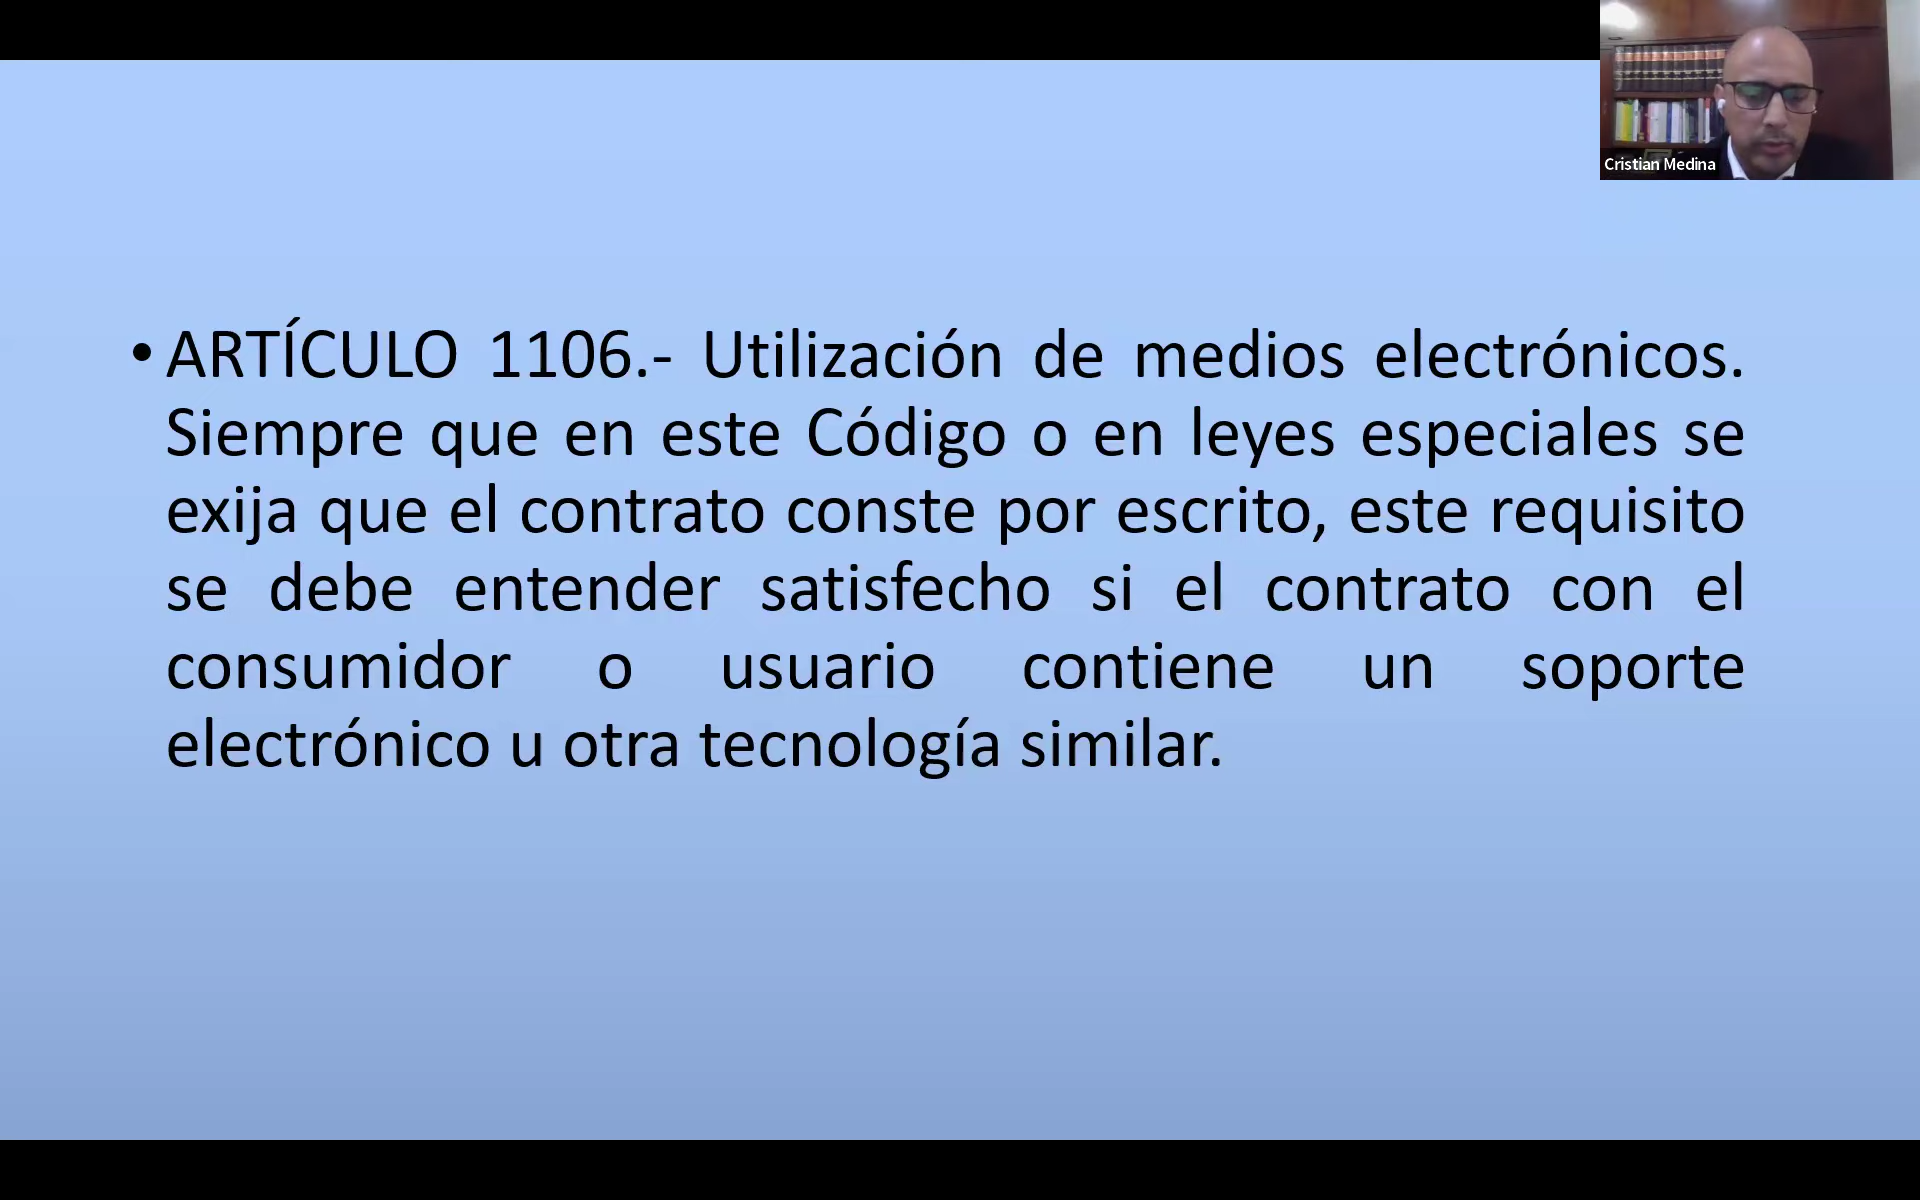 Cristian Medina
• ARTÍCULO 1106.- Utilización de medios electrónicos.
Siempre que en este Código o en leyes especiales se
exija que el contrato conste por escrito, este requisito
se debe entender satisfecho si el contrato con el
consumidor o usuario contiene un soporte
electrónico u otra tecnología similar.